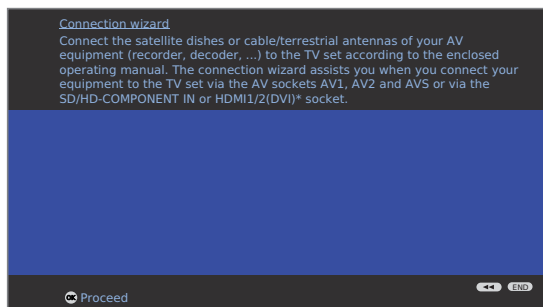 Connection wizard
Connect the satellite dishes or cable/terrestrial antennas of your AV
equipment (recorder, decoder, ...) to the TV set according to the enclosed
operating manual. The connection wizard assists you when you connect your
equipment to the TV set via the AV sockets AV1, AV2 and AVS or via the
SD/HD-COMPONENT IN or HDMI1/2(DVI)* socket.
END
OK Proceed